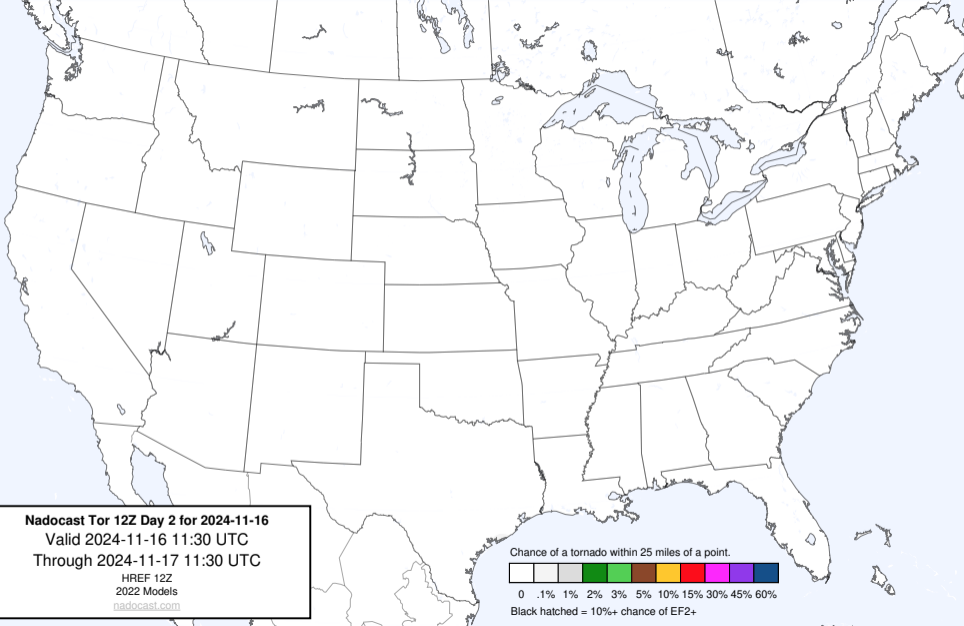 Nadocast Tor 12Z Day 2 for 2024-11-16
Valid 2024-11-16 11:30 UTC
Through 2024-11-17 11:30 UTC
HREF 12Z
2022 Models
nadocast.com
Chance of a tornado within 25 miles of a point.
0 .1% 1% 2% 3% 5% 10% 15% 30% 45% 60%
Black hatched = 10%+ chance of EF2+